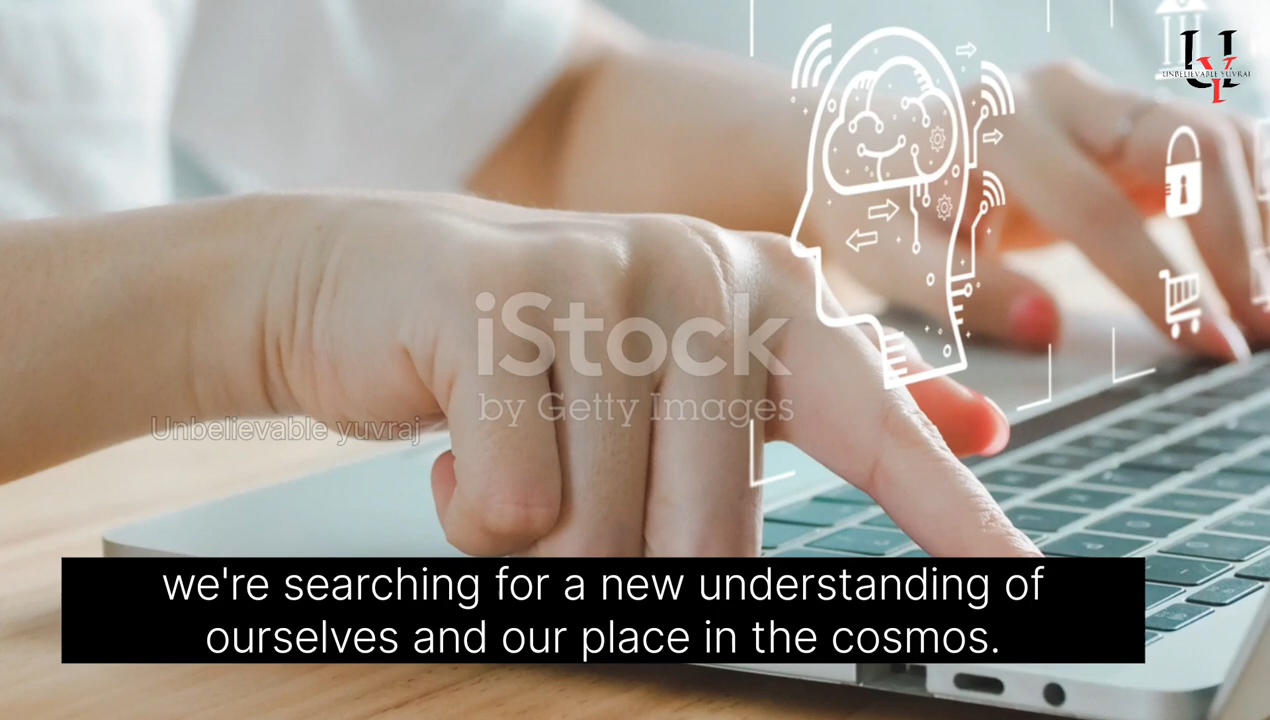 UNBELIEVABLE YUVRAJ
iStock
by Getty Images
Unbelievable yuvraj
we're searching for a new understanding of
ourselves and our place in the cosmos.